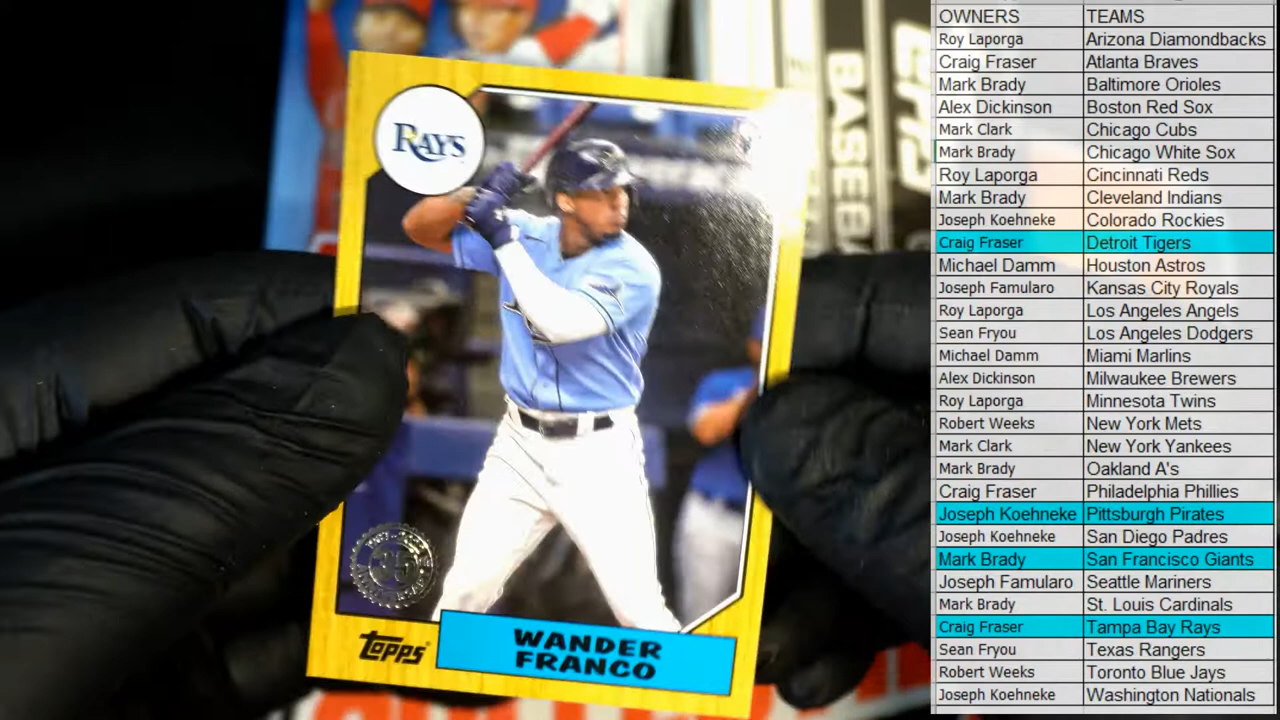 RAYS
35
Topps
WANDER
FRANCO
BASEBA
OWNERS TEAMS
Roy Laporga Arizona Diamondbacks
Craig Fraser Atlanta Braves
Mark Brady Baltimore Orioles
Alex Dickinson Boston Red Sox
Mark Clark Chicago Cubs
Mark Brady Chicago White Sox
Roy Laporga Cincinnati Reds
Mark Brady Cleveland Indians
Joseph Koehneke Colorado Rockies
Craig Fraser Detroit Tigers
Michael Damm Houston Astros
Joseph Famularo Kansas City Royals
Roy Laporga Los Angeles Angels
Sean Fryou Los Angeles Dodgers
Michael Damm Miami Marlins
Alex Dickinson Milwaukee Brewers
Roy Laporga Minnesota Twins
Robert Weeks New York Mets
Mark Clark New York Yankees
Mark Brady Oakland A's
Craig Fraser Philadelphia Phillies
Joseph Koehneke Pittsburgh Pirates
Joseph Koehneke San Diego Padres
Mark Brady San Francisco Giants
Joseph Famularo Seattle Mariners
Mark Brady St. Louis Cardinals
Craig Fraser Tampa Bay Rays
Sean Fryou Texas Rangers
Robert Weeks Toronto Blue Jays
Joseph Koehneke Washington Nationals